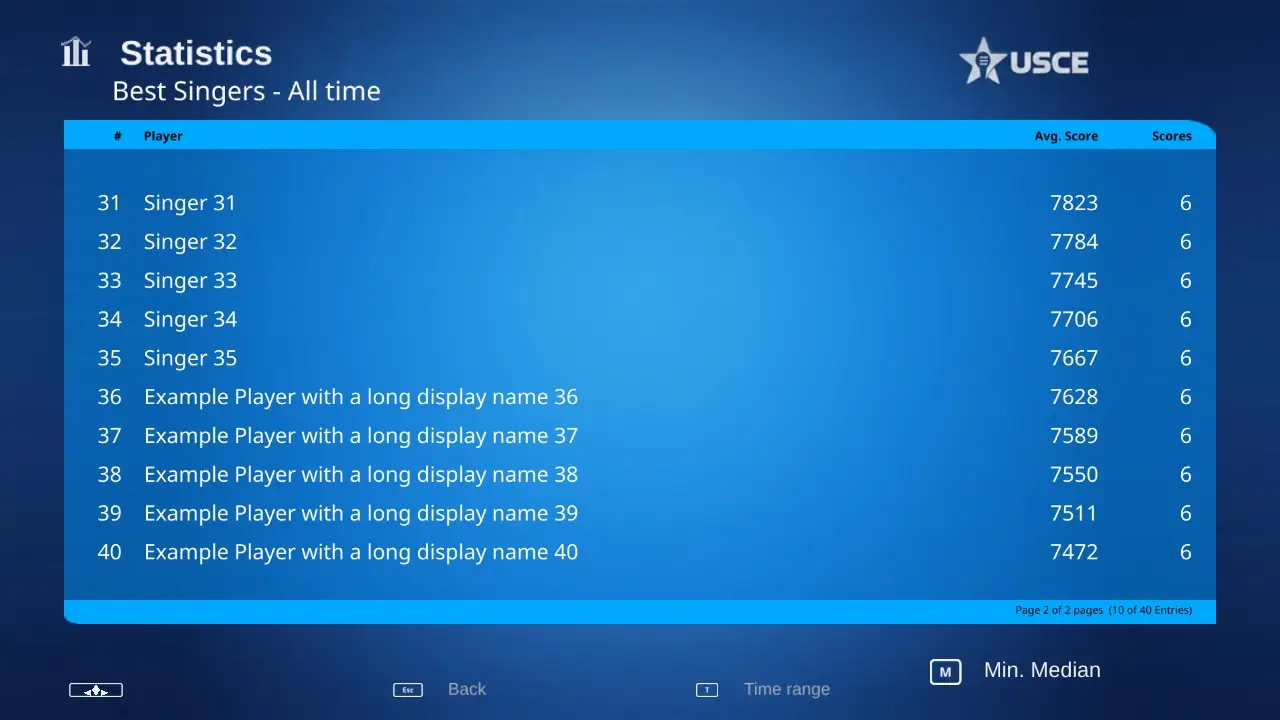 Statistics
Best Singers - All time
USCE
# Player Avg. Score Scores
31 Singer 31 7823 6
32 Singer 32 7784 6
33 Singer 33 7745 6
34 Singer 34 7706 6
35 Singer 35 7667 6
36 Example Player with a long display name 36 7628 6
37 Example Player with a long display name 37 7589 6
38 Example Player with a long display name 38 7550 6
39 Example Player with a long display name 39 7511 6
40 Example Player with a long display name 40 7472 6
Page 2 of 2 pages (10 of 40 Entries)
M Min. Median
Esc Back T Time range